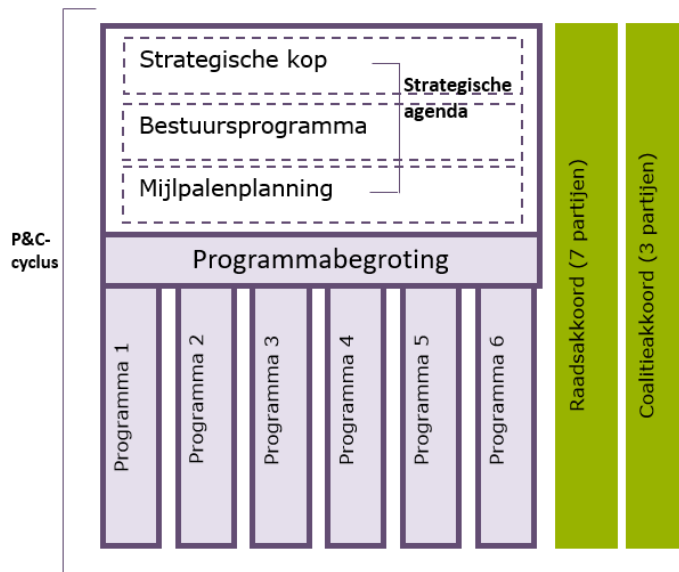 Strategische kop
Strategische
agenda
Bestuursprogramma
Mijlpalenplanning
P&C-
cyclus
Programmabegroting
Programma 1
Programma 2
Programma 3
Programma 4
Programma 5
Programma 6
Raadsakkoord (7 partijen)
Coalitieakkoord (3 partijen)